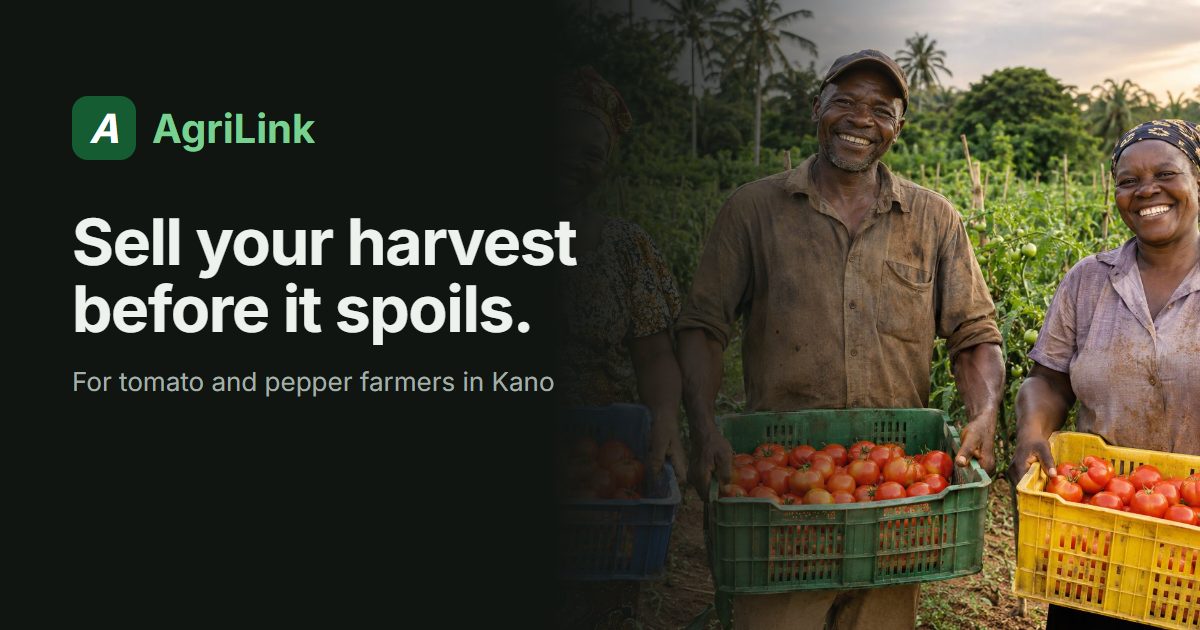 A AgriLink
Sell your harvest
before it spoils.
For tomato and pepper farmers in Kano